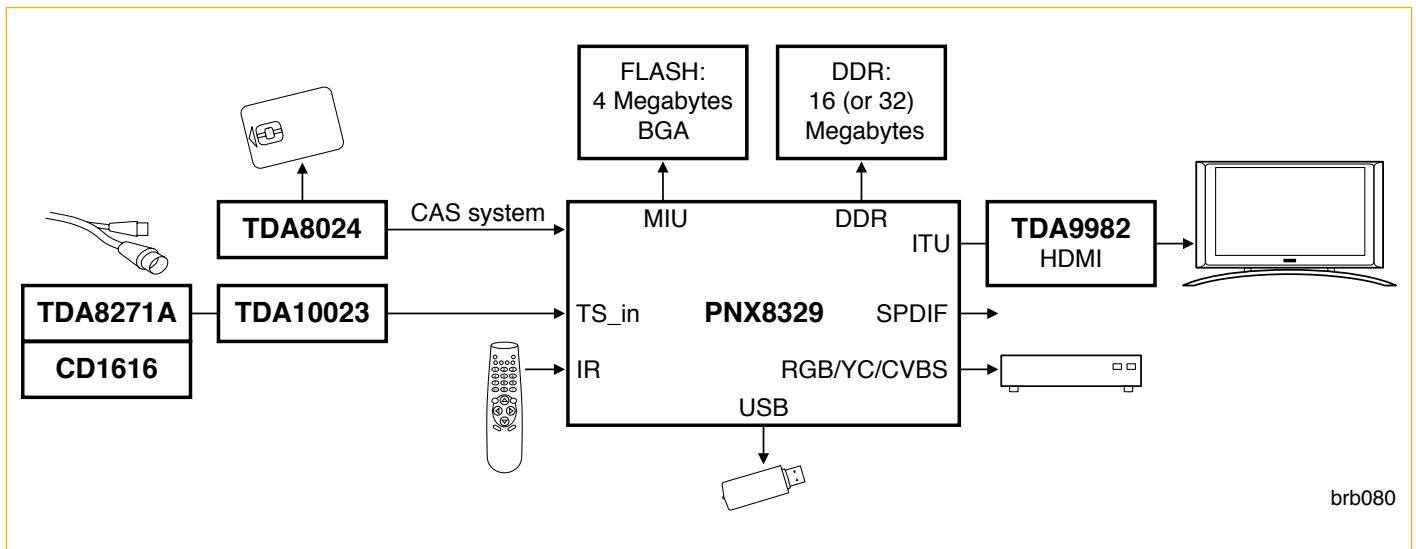 FLASH:
4 Megabytes
BGA
DDR:
16 (or 32)
Megabytes
TDA8024
CAS system
MIU
DDR
ITU
TDA9982
HDMI
TDA8271A
TDA10023
TS_in
PNX8329
SPDIF
CD1616
IR
RGB/YC/CVBS
USB
brb080